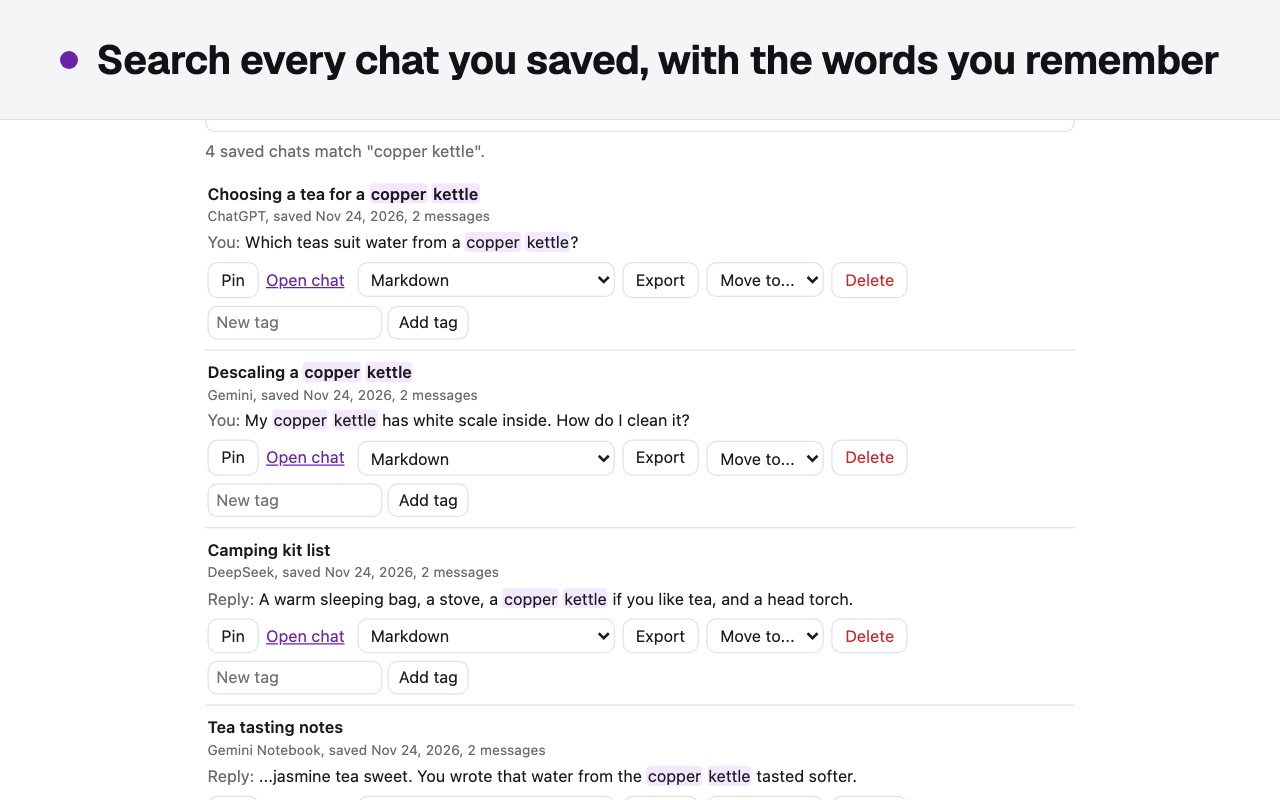 Search every chat you saved, with the words you remember
4 saved chats match "copper kettle".
Choosing a tea for a copper kettle
ChatGPT, saved Nov 24, 2026, 2 messages
You: Which teas suit water from a copper kettle?
Pin Open chat Markdown Export Move to... Delete
New tag Add tag
Descaling a copper kettle
Gemini, saved Nov 24, 2026, 2 messages
You: My copper kettle has white scale inside. How do I clean it?
Pin Open chat Markdown Export Move to... Delete
New tag Add tag
Camping kit list
DeepSeek, saved Nov 24, 2026, 2 messages
Reply: A warm sleeping bag, a stove, a copper kettle if you like tea, and a head torch.
Pin Open chat Markdown Export Move to... Delete
New tag Add tag
Tea tasting notes
Gemini Notebook, saved Nov 24, 2026, 2 messages
Reply: ...jasmine tea sweet. You wrote that water from the copper kettle tasted softer.